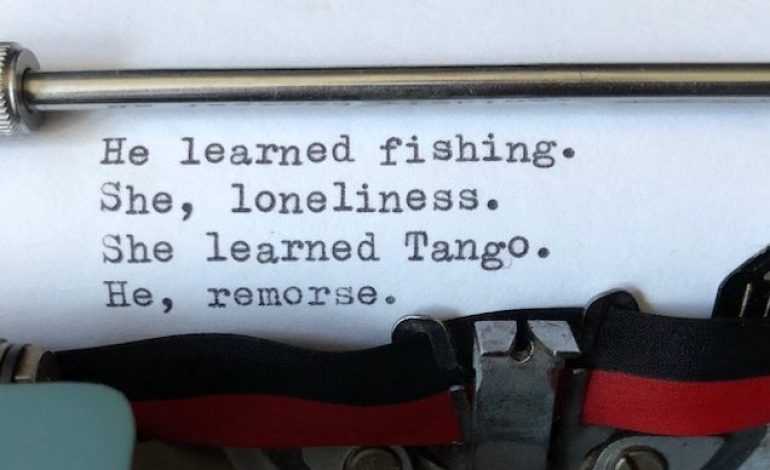 He learned fishing.
She, loneliness.
She learned Tango.
He, remorse.